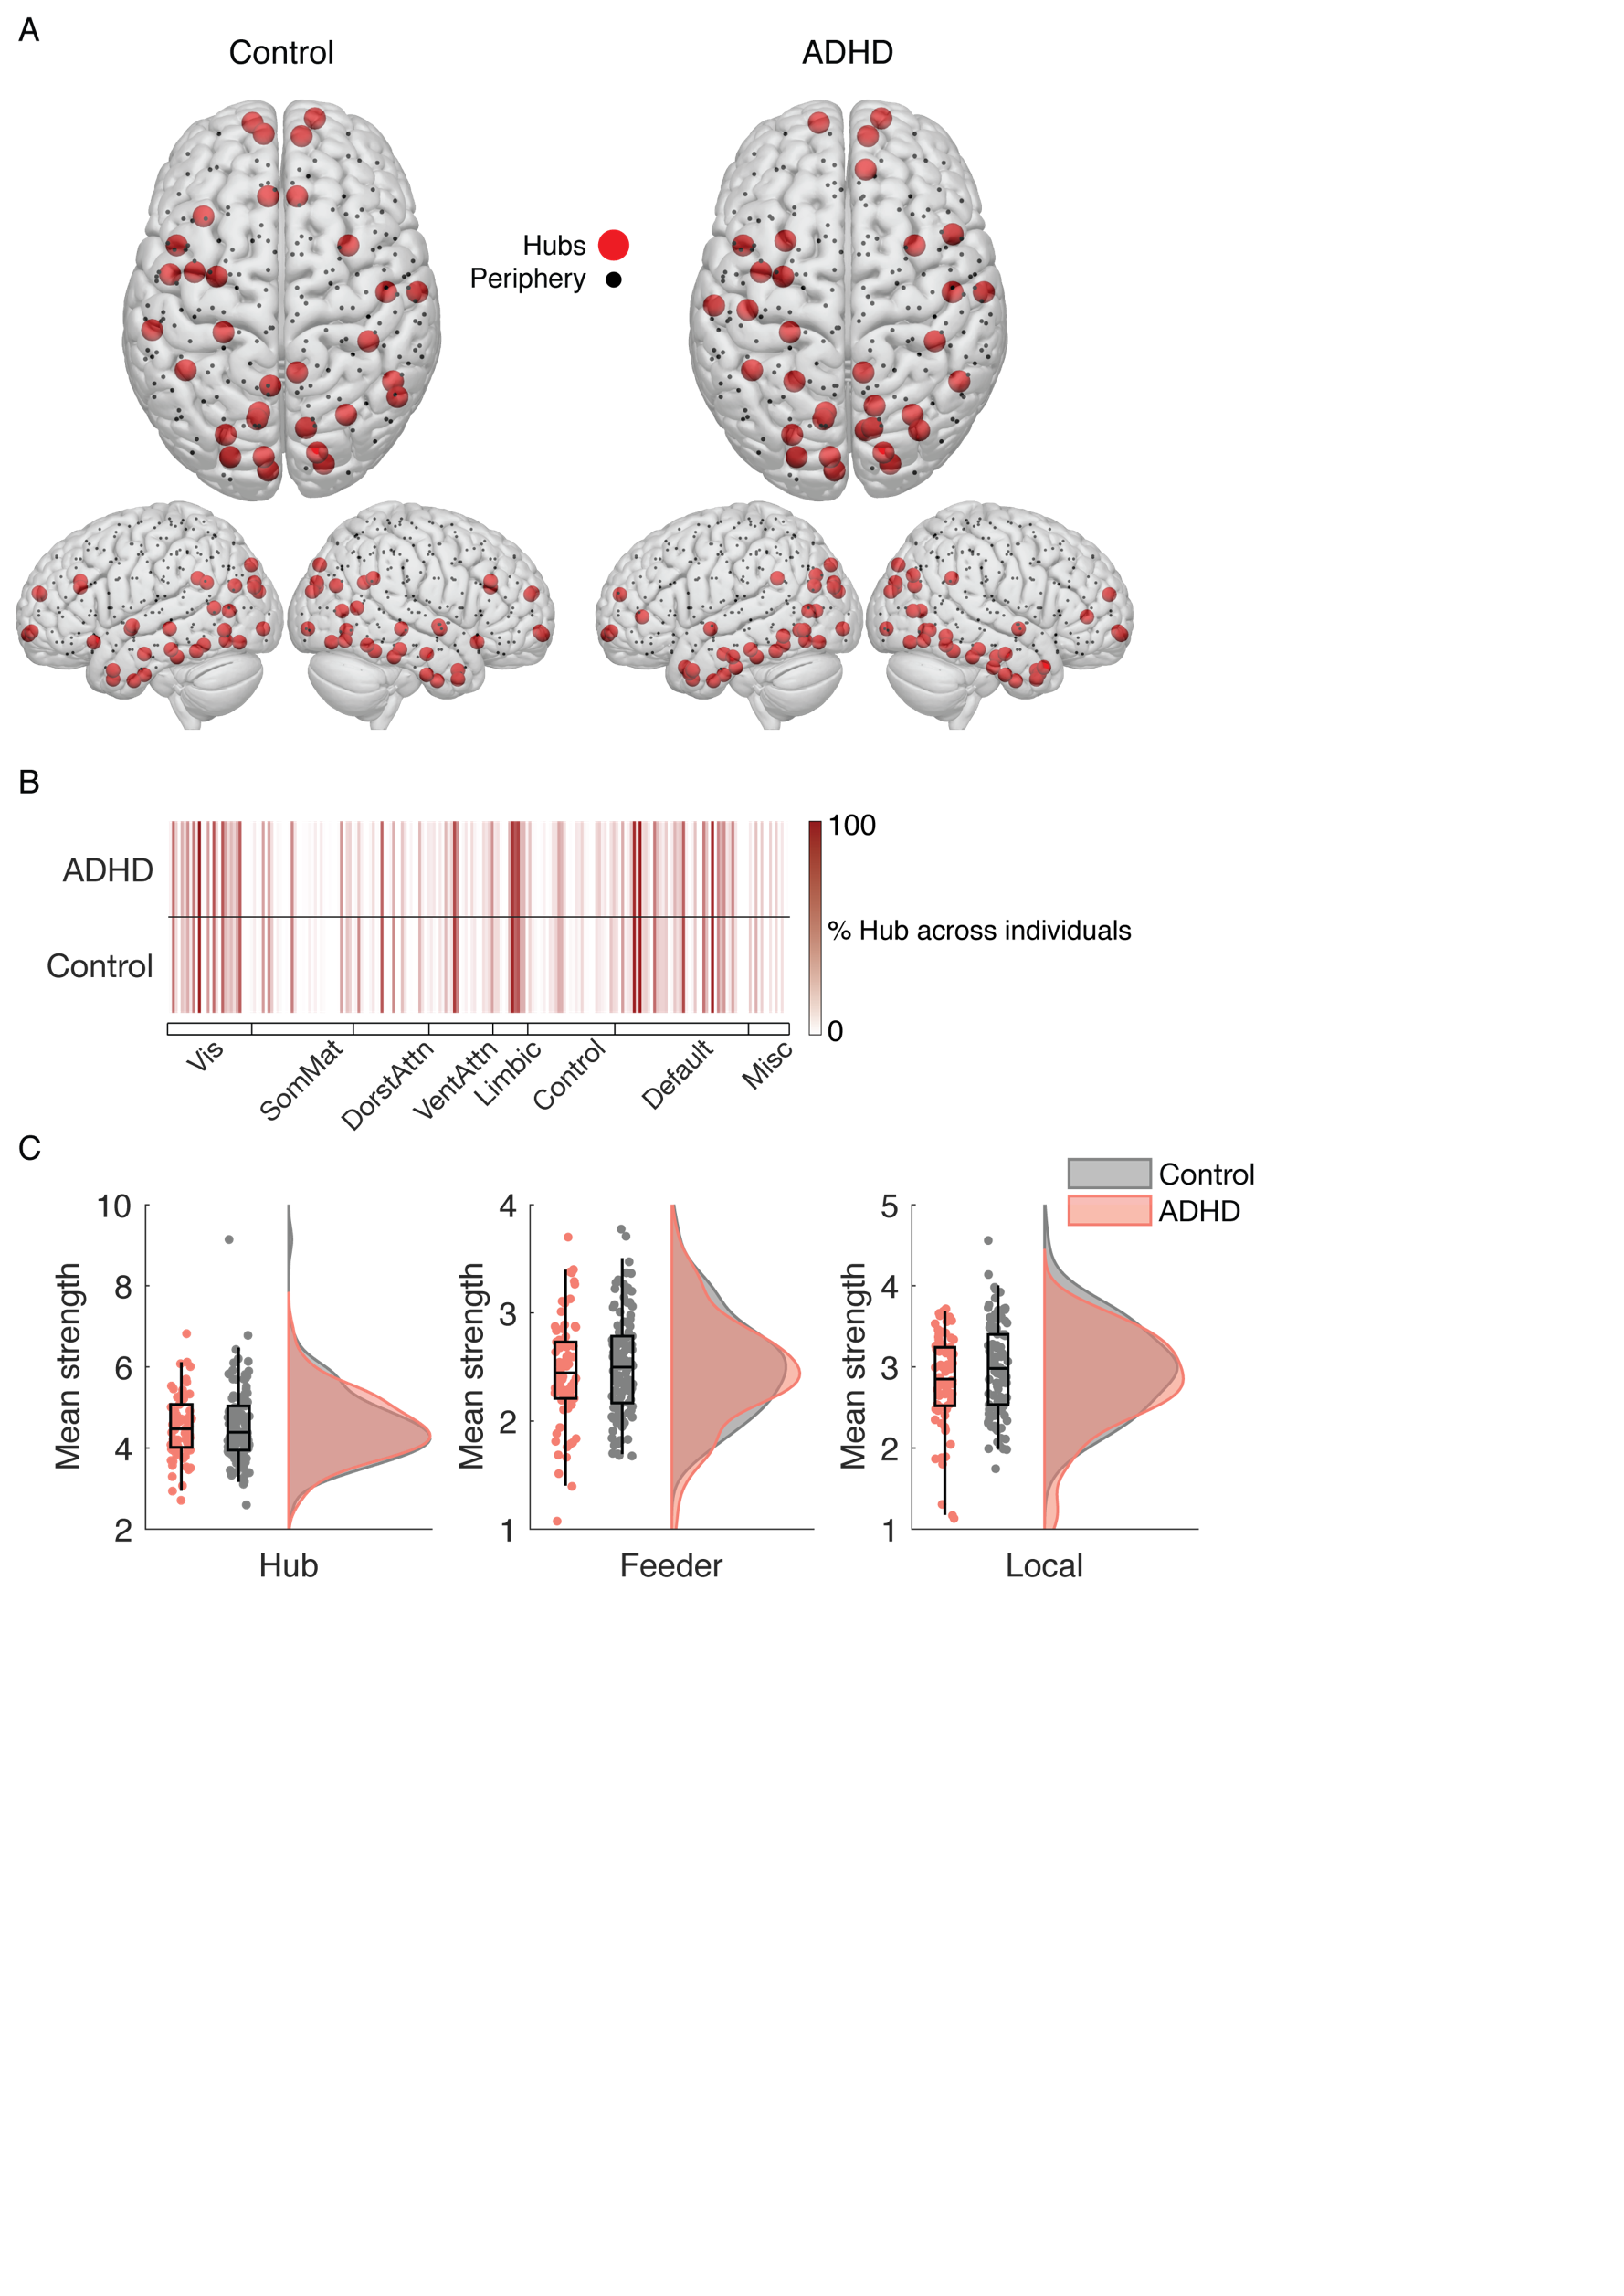 A
Control
ADHD
Hubs
Periphery
B
ADHD
Control
100
% Hub across individuals
0
Vis
SomMat
DorstAttn
VentAttn
Limbic
Control
Default
Misc
C
Control
ADHD
10
8
6
4
2
Mean strength
Hub
4
3
2
1
Mean strength
Feeder
5
4
3
2
1
Mean strength
Local